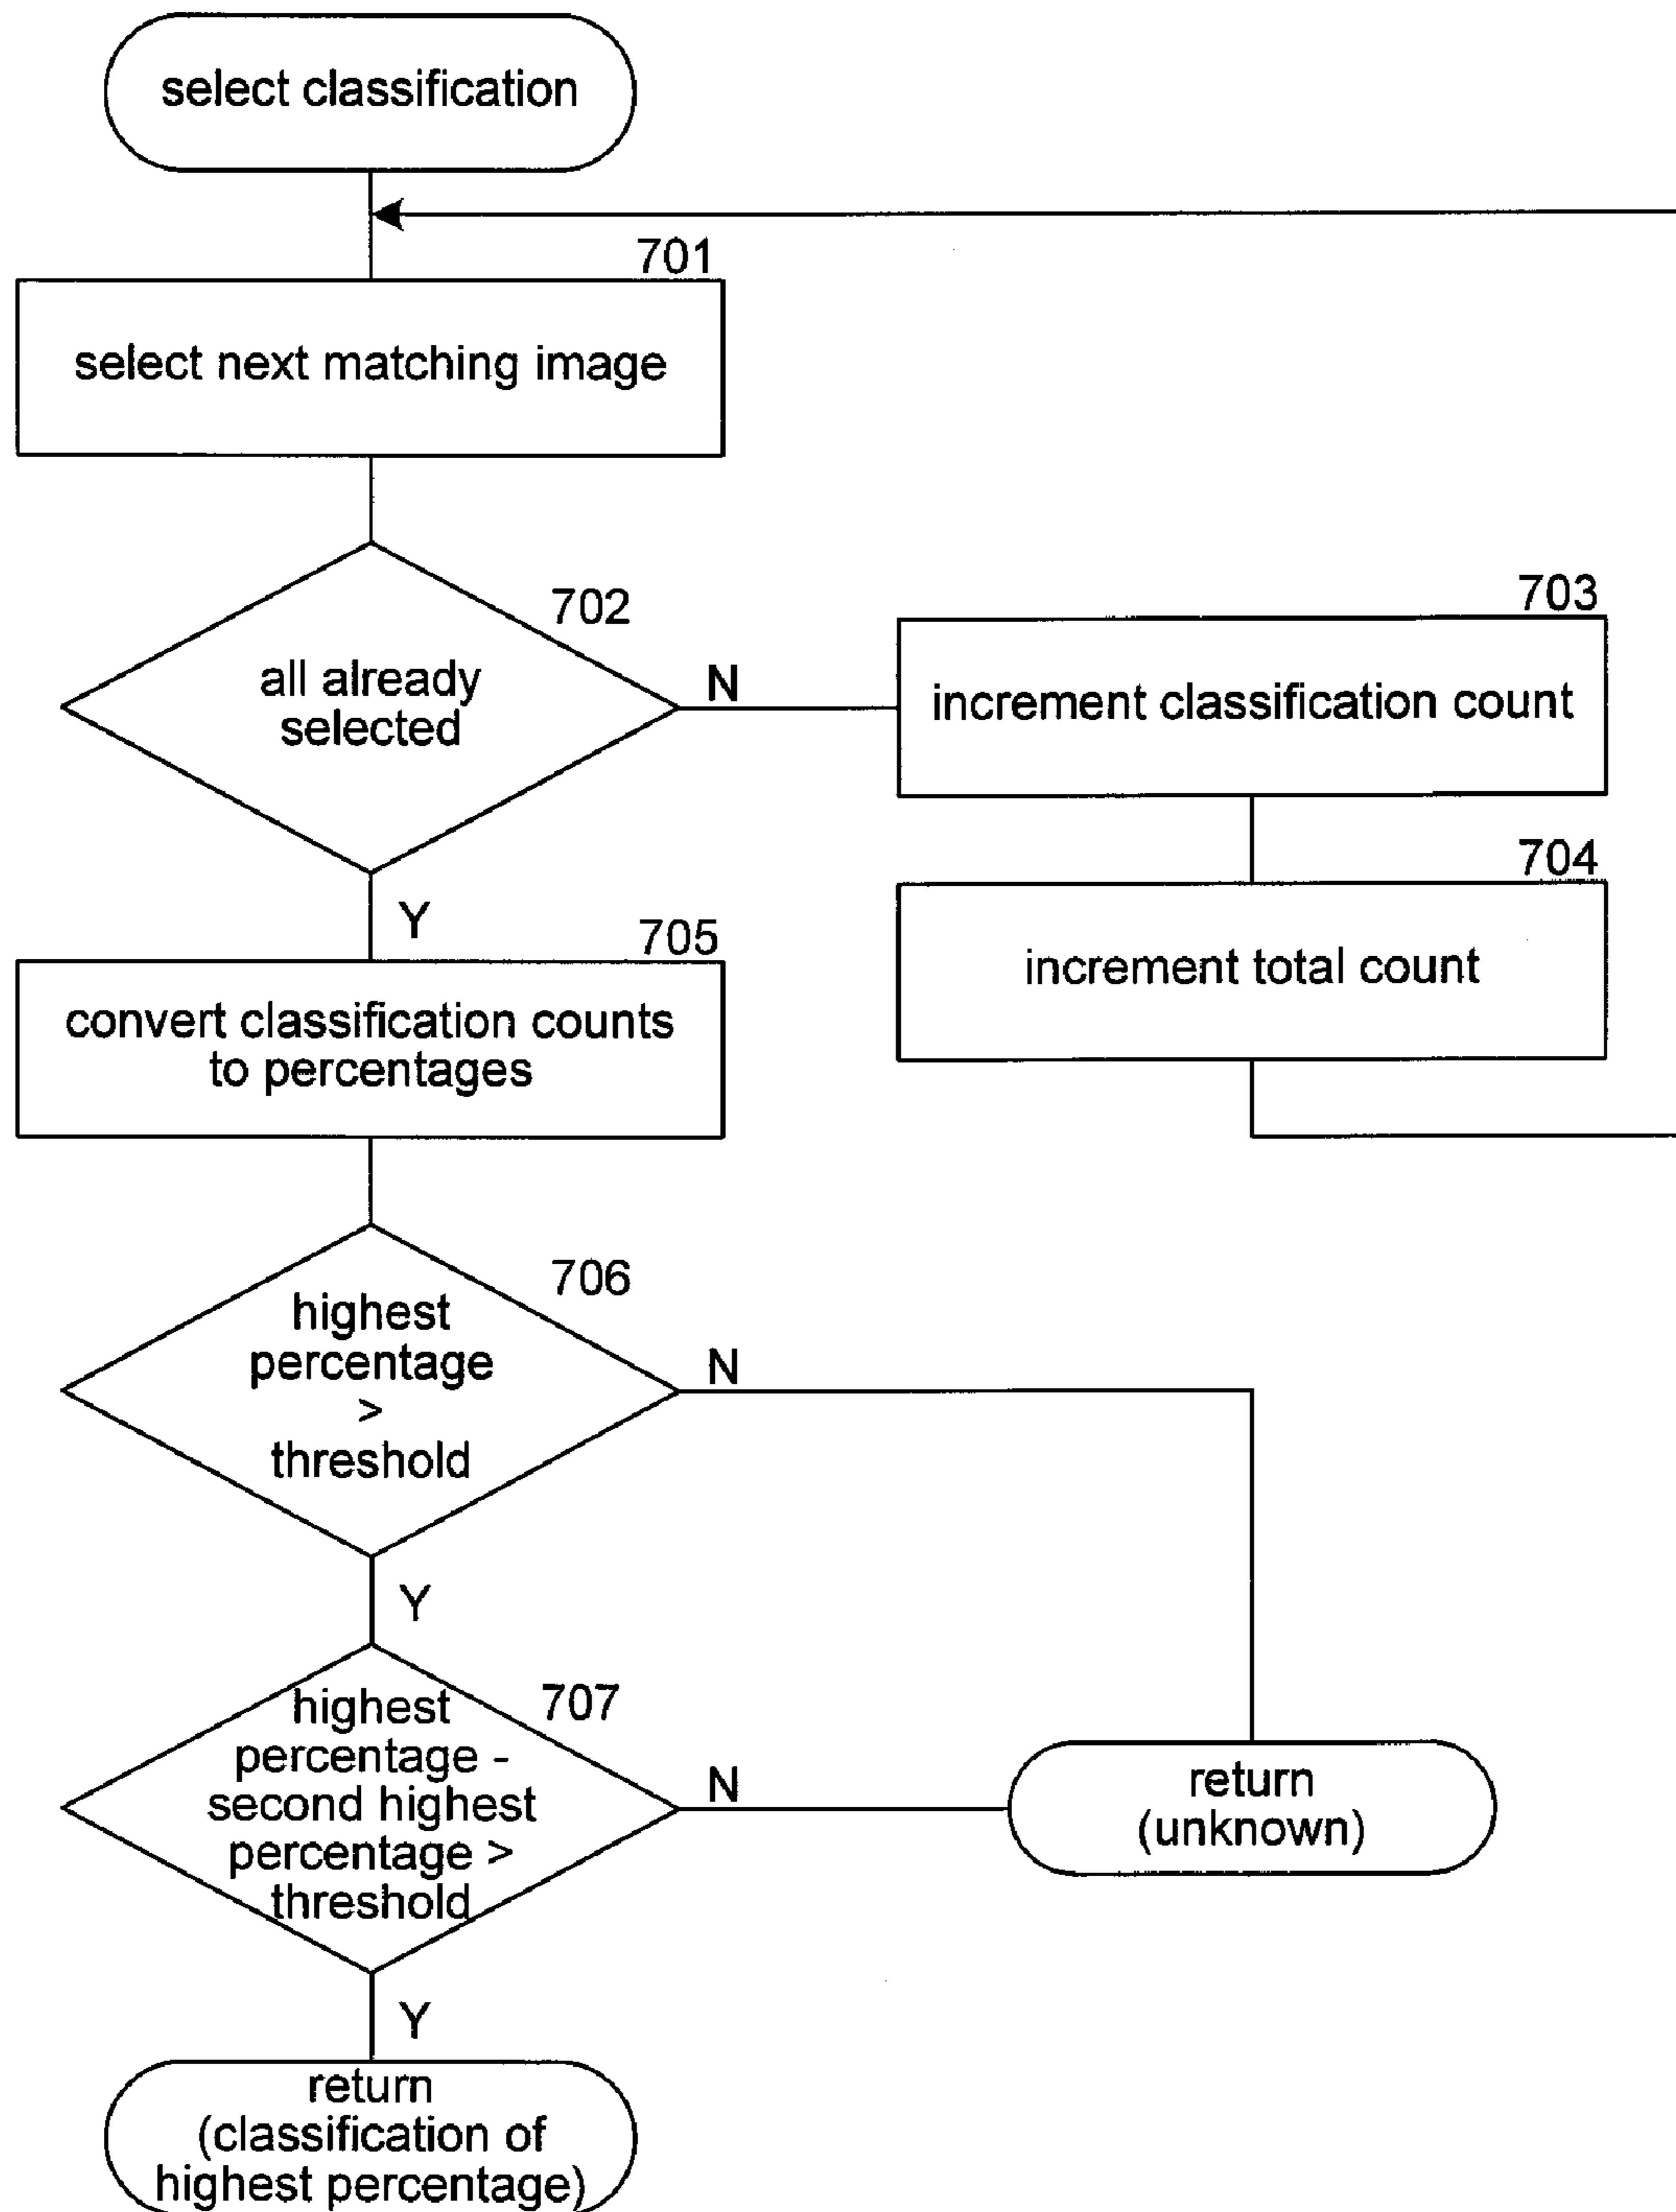 select classification
701
select next matching image
702
all already
selected
N
703
increment classification count
704
increment total count
Y
705
convert classification counts
to percentages
706
highest
percentage
>
threshold
N
Y
707
highest
percentage -
second highest
percentage >
threshold
N
return
(unknown)
Y
return
(classification of
highest percentage)